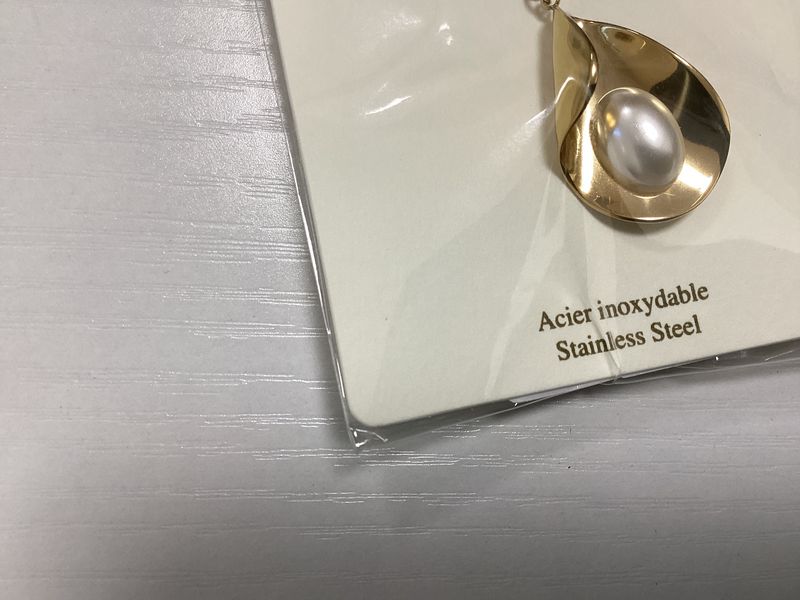 Acier inoxydable
Stainless Steel